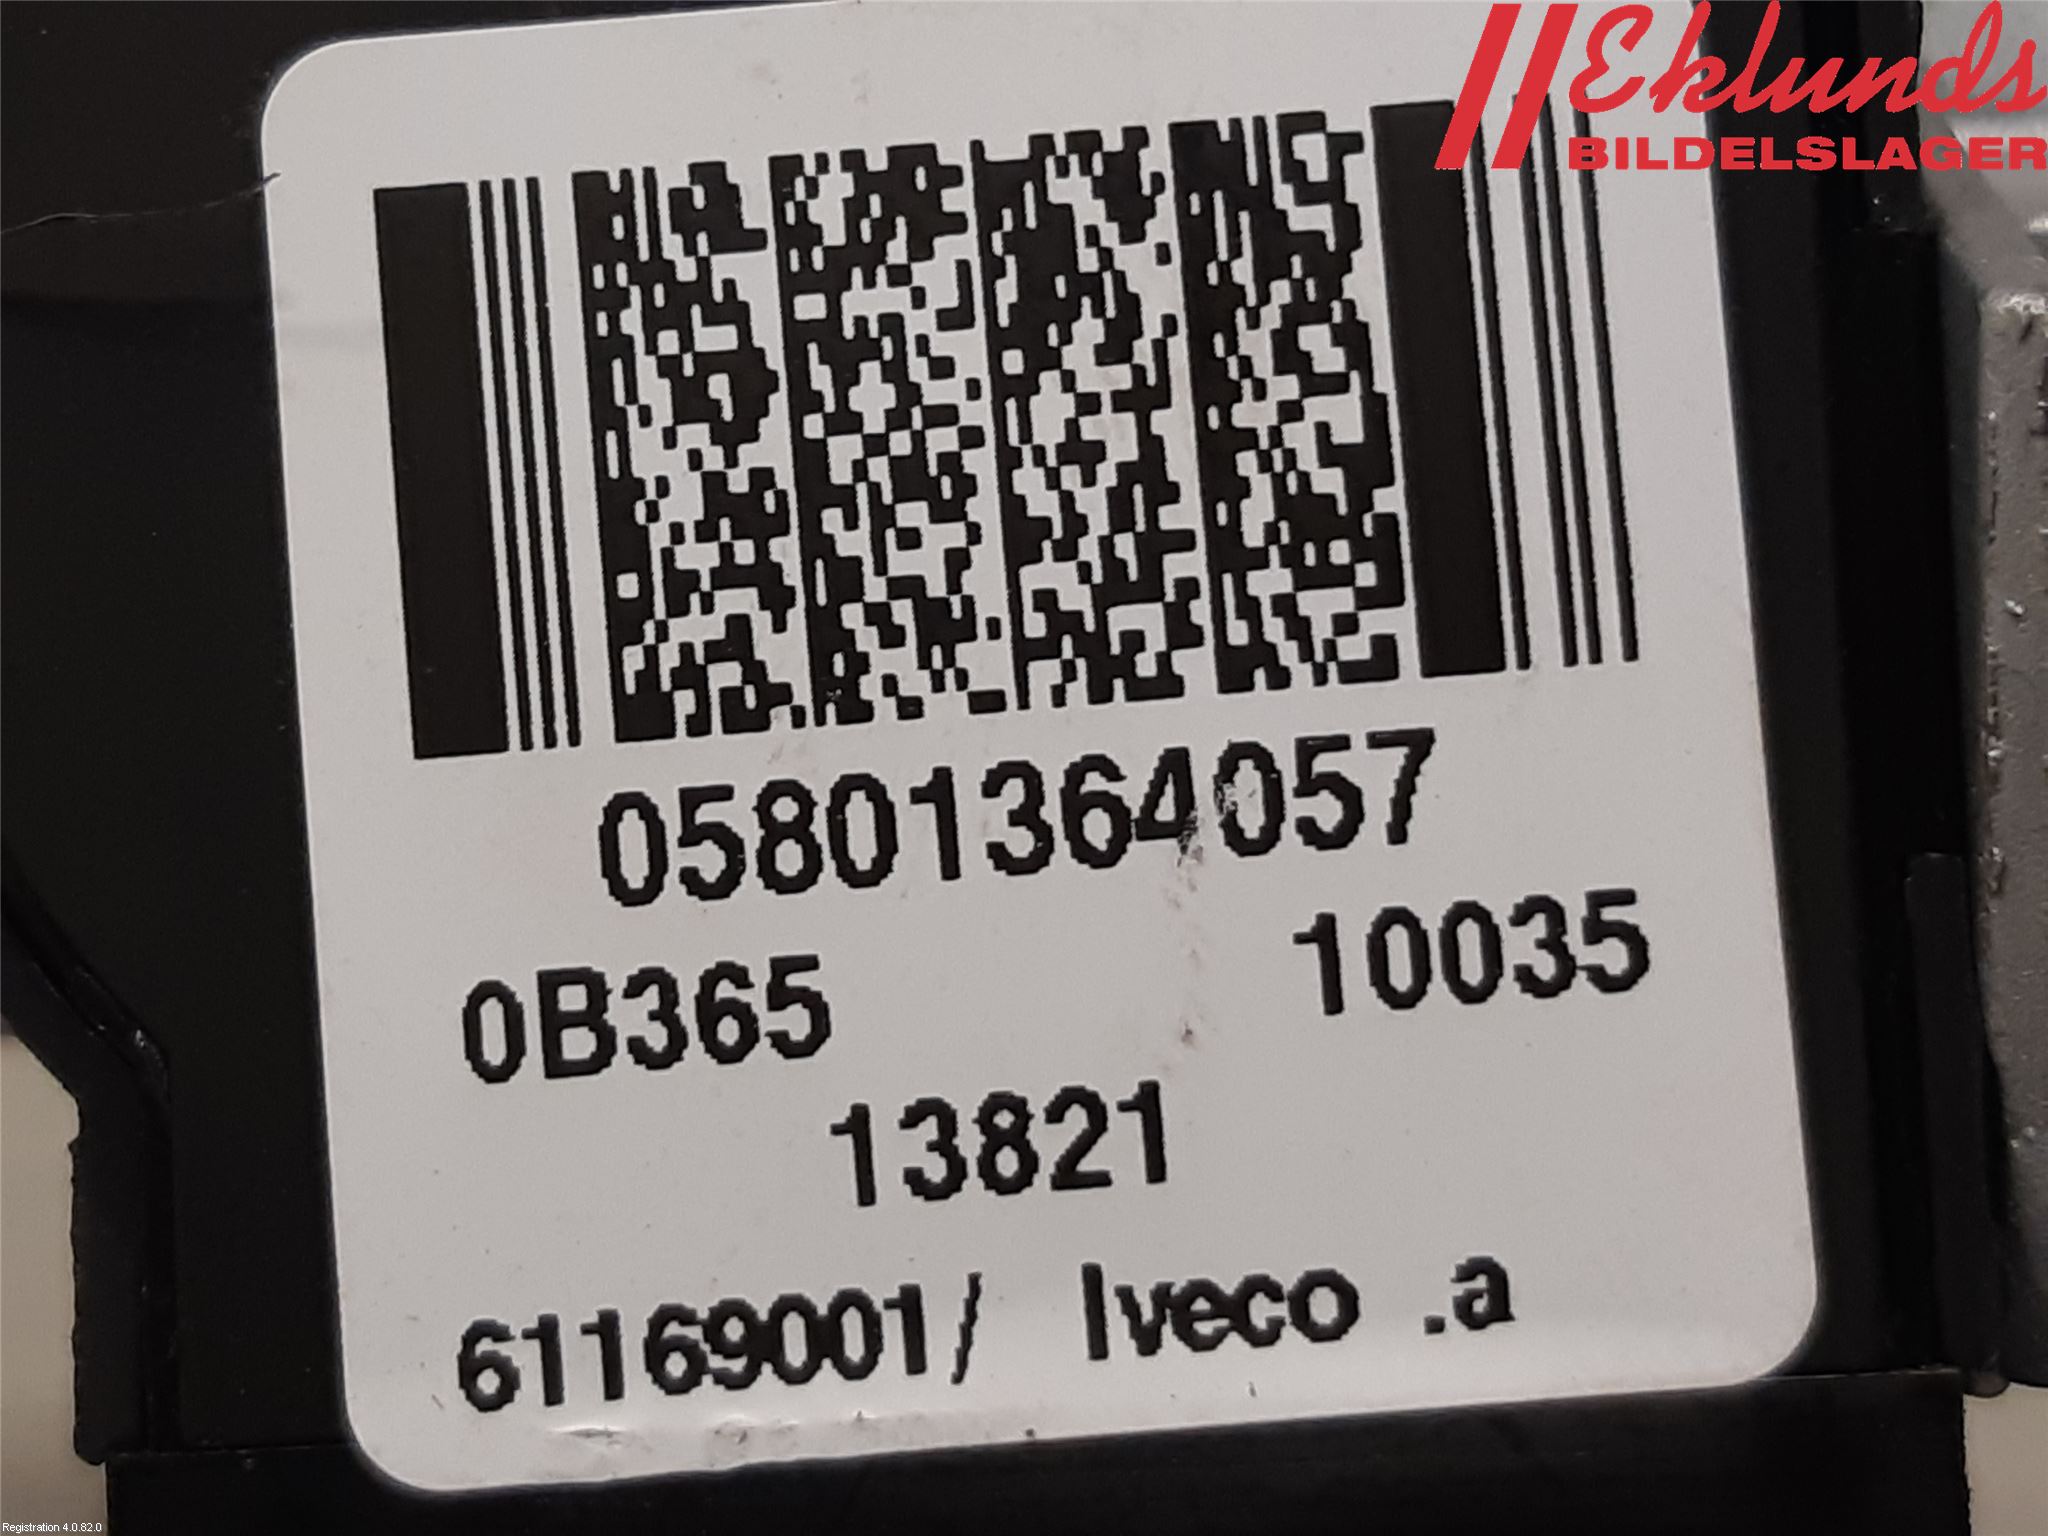 Eklunds
BILDELSLAGER
05801364057
0B365 10035
13821
61169001/ Iveco .a
Registration 4.0.82.0